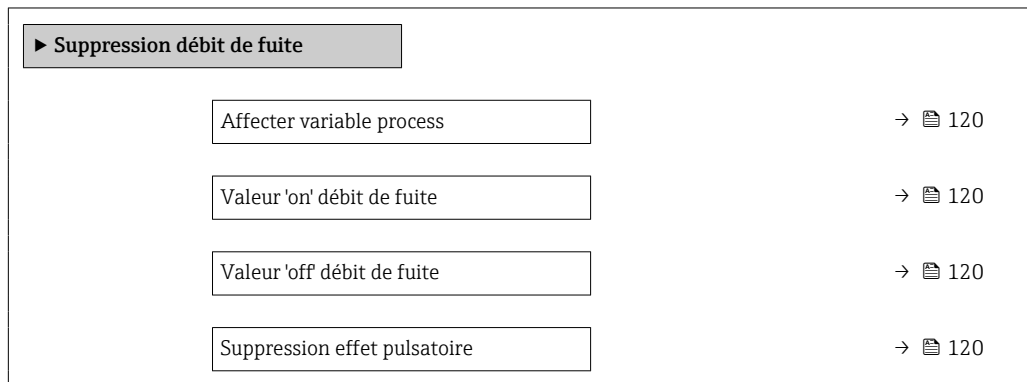 ▶ Suppression débit de fuite
Affecter variable process → 120
Valeur 'on' débit de fuite → 120
Valeur 'off' débit de fuite → 120
Suppression effet pulsatoire → 120